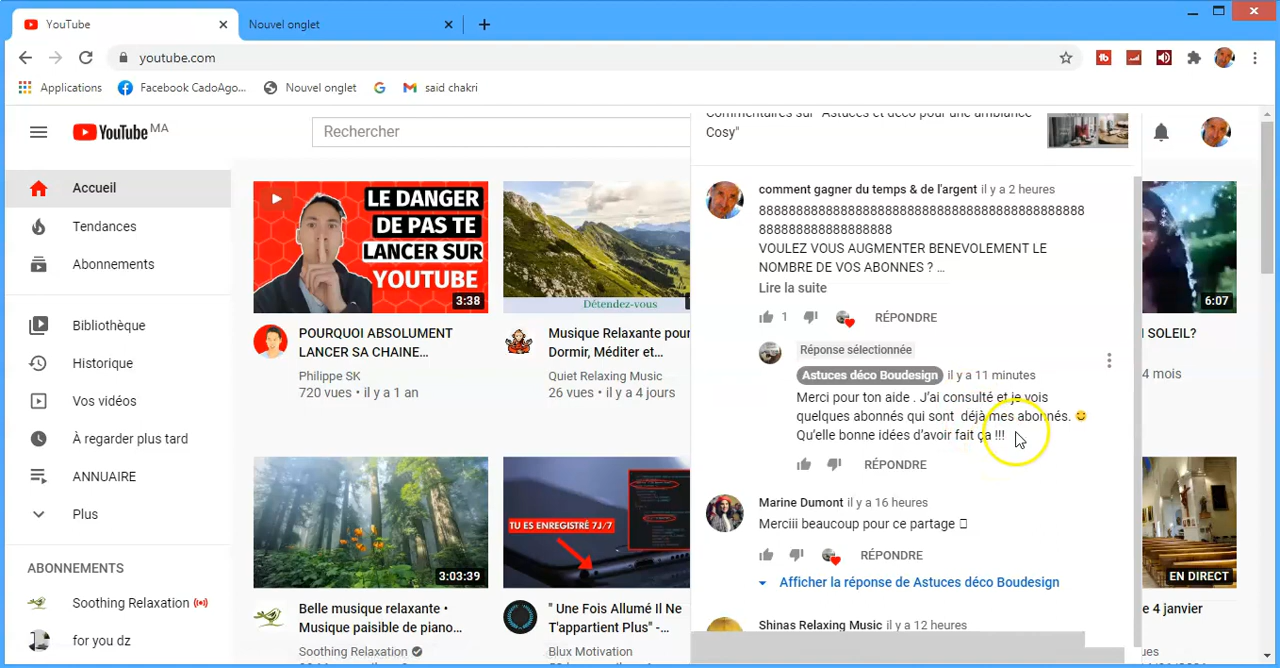 YouTube
Nouvel onglet
youtube.com
Applications
Facebook CadoAgo...
Nouvel onglet
said chakri
YouTube MA
Rechercher
Accueil
Tendances
Abonnements
Bibliothèque
Historique
Vos vidéos
À regarder plus tard
ANNUAIRE
Plus
ABONNEMENTS
Soothing Relaxation
for you dz
LE DANGER
DE PAS TE
LANCER SUR
YOUTUBE
3:38
POURQUOI ABSOLUMENT
LANCER SA CHAINE...
Philippe SK
720 vues • il y a 1 an
Détendez-vous
Musique Relaxante pour
Dormir, Méditer et...
Quiet Relaxing Music
26 vues • il y a 4 jours
3:03:39
Belle musique relaxante •
Musique paisible de piano...
Soothing Relaxation
TU ES ENREGISTRÉ 7J/7
" Une Fois Allumé Il Ne
T'appartient Plus" -...
Blux Motivation
Commentaires sur "Astuces et déco pour une ambiance
Cosy"
comment gagner du temps & de l'argent il y a 2 heures
VOULEZ VOUS AUGMENTER BENEVOLEMENT LE
NOMBRE DE VOS ABONNES ? ...
Lire la suite
1
RÉPONDRE
Réponse sélectionnée
Astuces déco Boudesign il y a 11 minutes
Merci pour ton aide . J'ai consulté et je vois
quelques abonnés qui sont déjà mes abonnés.
Qu'elle bonne idées d'avoir fait ça !!!
RÉPONDRE
Marine Dumont il y a 16 heures
Merciii beaucoup pour ce partage
RÉPONDRE
Afficher la réponse de Astuces déco Boudesign
Shinas Relaxing Music il y a 12 heures
6:07
SOLEIL?
4 mois
EN DIRECT
e 4 janvier